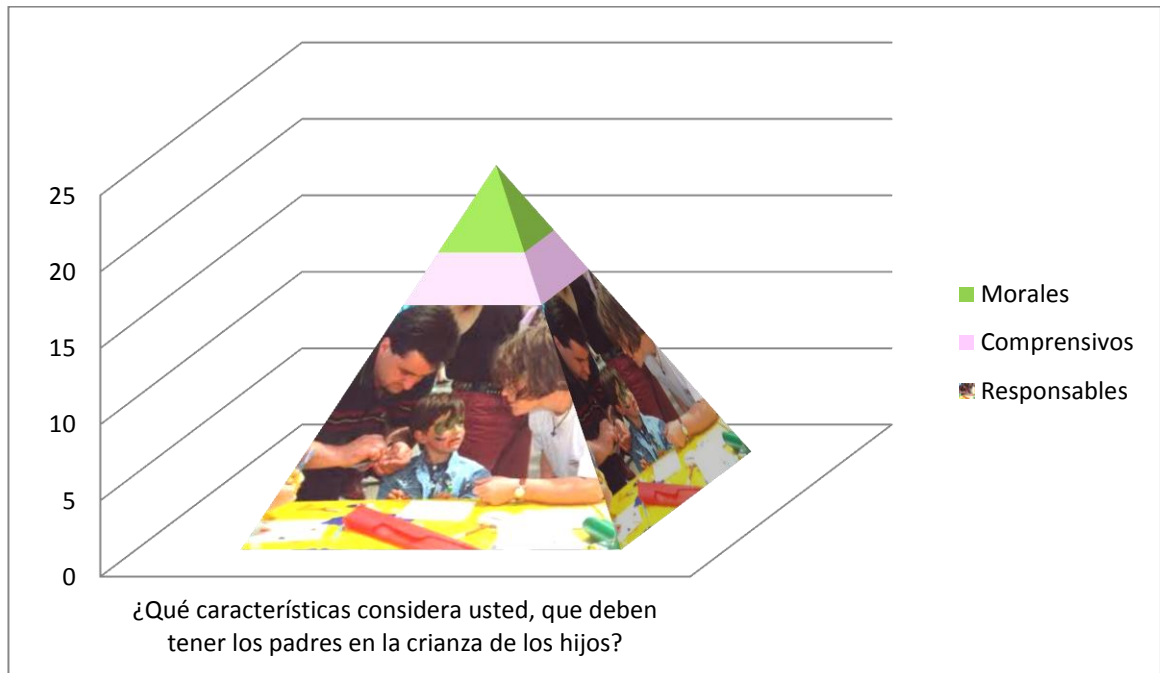 25
20
15
10
5
0
¿Qué características considera usted, que deben
tener los padres en la crianza de los hijos?
Morales
Comprensivos
Responsables